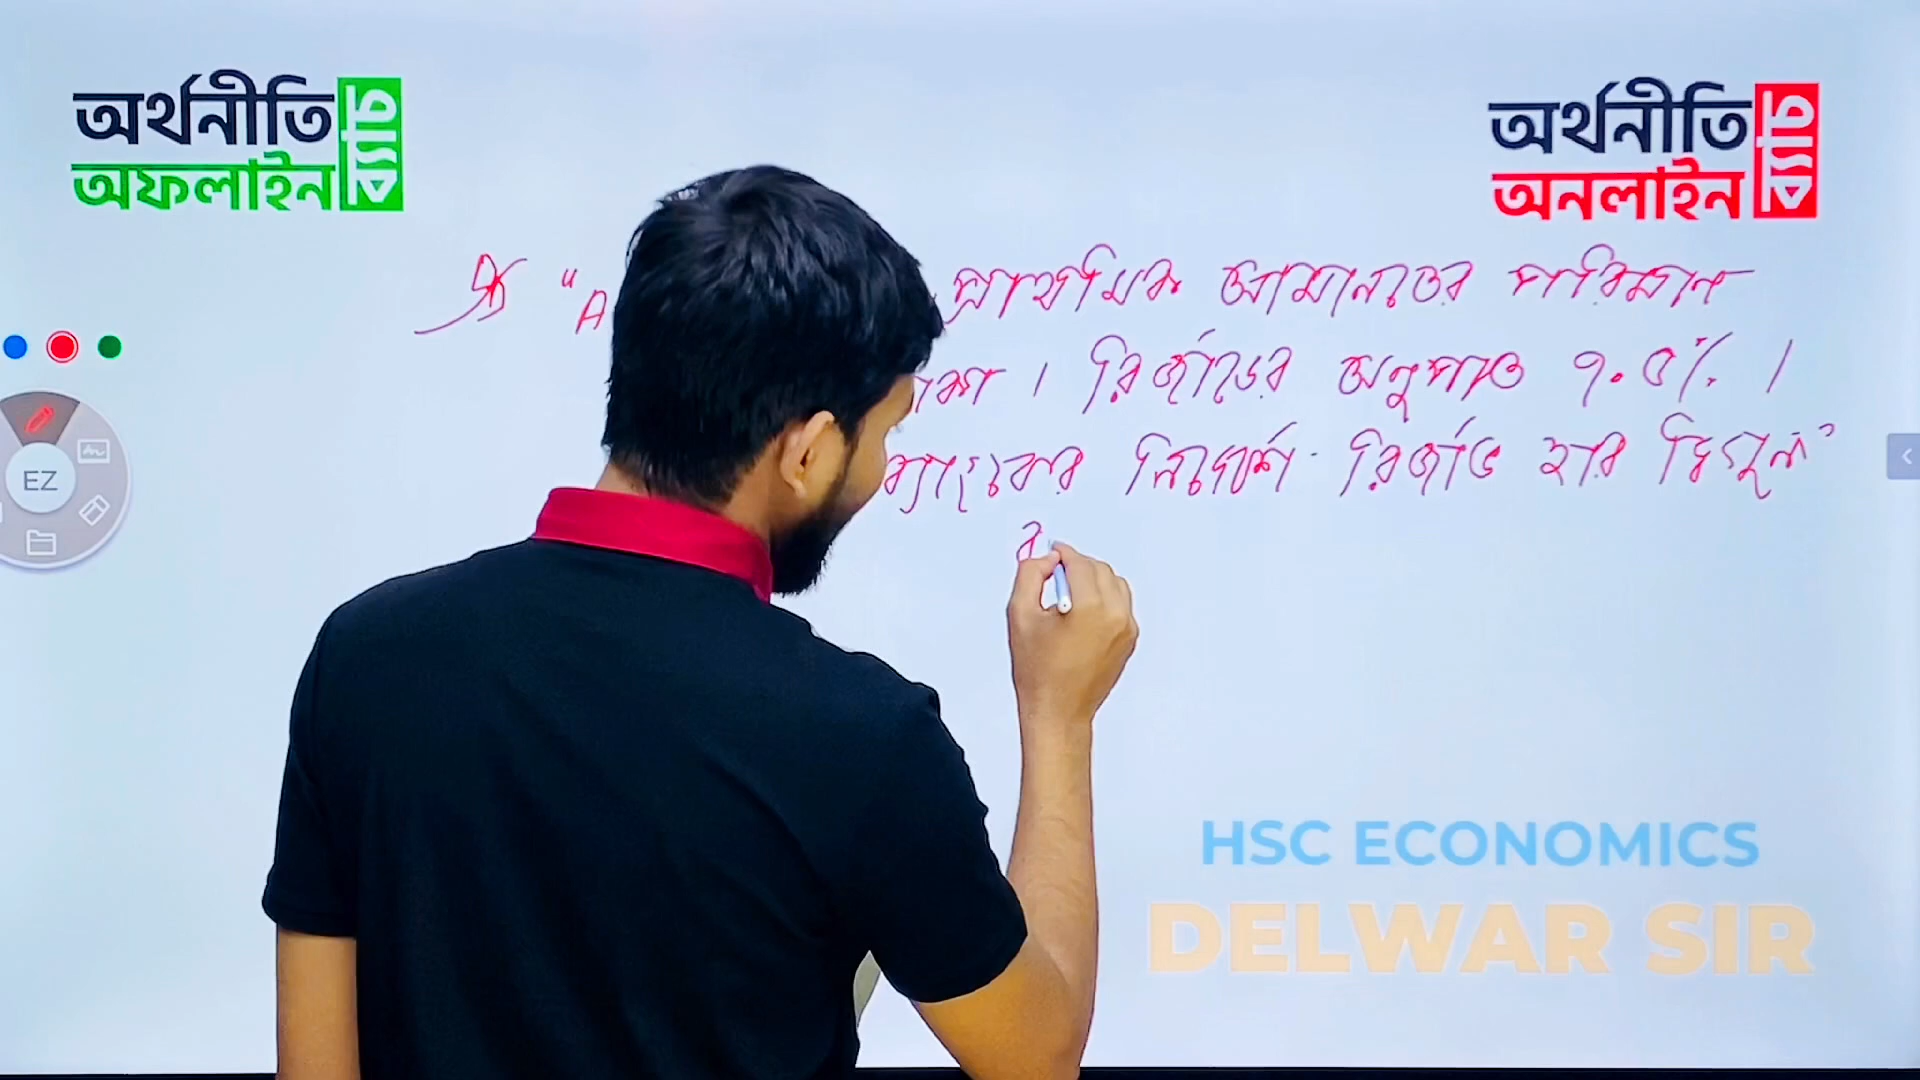 অর্থনীতি
অফলাইন
ব্যাচ
অর্থনীতি
অনলাইন
ব্যাচ
"A প্রাথমিক আমানতের পরিমান
। রির্জাভের অনুপাত ৭.৫% ।
ব্যাংকের নির্দেশে রির্জাভ হার দ্বিগুন
EZ
HSC ECONOMICS
DELWAR SIR